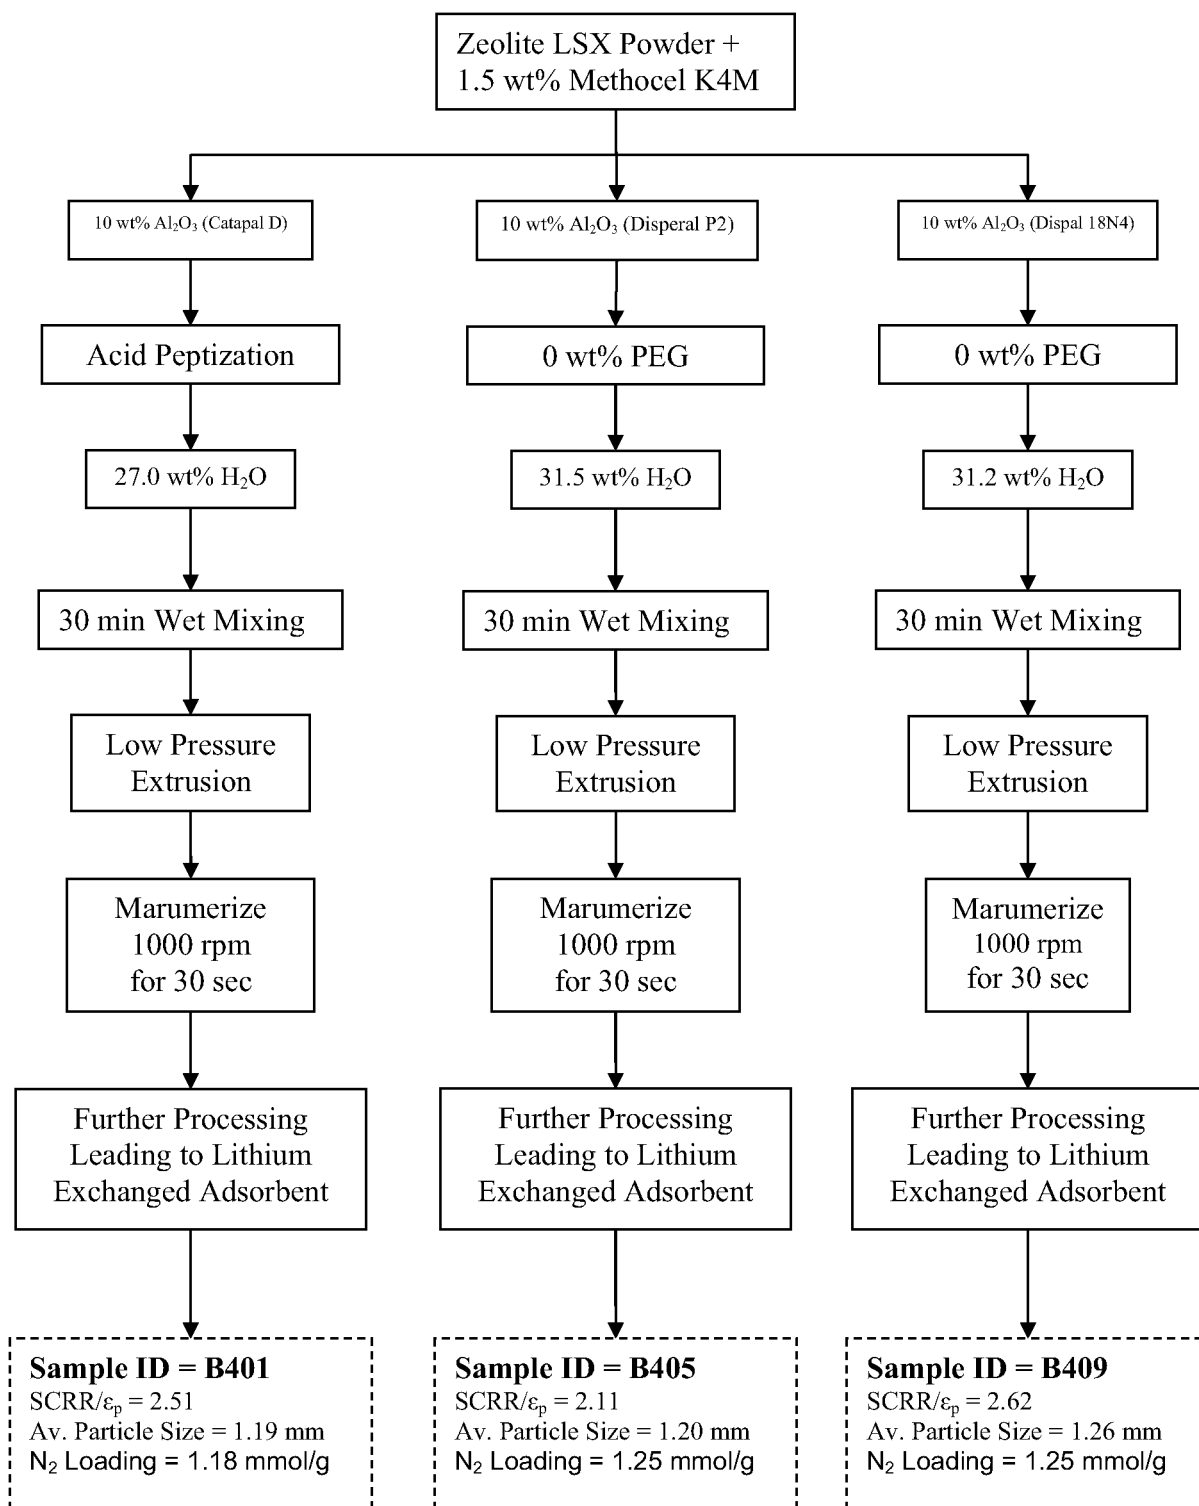 Zeolite LSX Powder +
1.5 wt% Methocel K4M
10 wt% Al₂O₃ (Catapal D)
10 wt% Al₂O₃ (Disperal P2)
10 wt% Al₂O₃ (Dispal 18N4)
Acid Peptization
0 wt% PEG
0 wt% PEG
27.0 wt% H₂O
31.5 wt% H₂O
31.2 wt% H₂O
30 min Wet Mixing
30 min Wet Mixing
30 min Wet Mixing
Low Pressure
Extrusion
Low Pressure
Extrusion
Low Pressure
Extrusion
Marumerize
1000 rpm
for 30 sec
Marumerize
1000 rpm
for 30 sec
Marumerize
1000 rpm
for 30 sec
Further Processing
Leading to Lithium
Exchanged Adsorbent
Further Processing
Leading to Lithium
Exchanged Adsorbent
Further Processing
Leading to Lithium
Exchanged Adsorbent
Sample ID = B401
SCRR/εₚ = 2.51
Av. Particle Size = 1.19 mm
N₂ Loading = 1.18 mmol/g
Sample ID = B405
SCRR/εₚ = 2.11
Av. Particle Size = 1.20 mm
N₂ Loading = 1.25 mmol/g
Sample ID = B409
SCRR/εₚ = 2.62
Av. Particle Size = 1.26 mm
N₂ Loading = 1.25 mmol/g